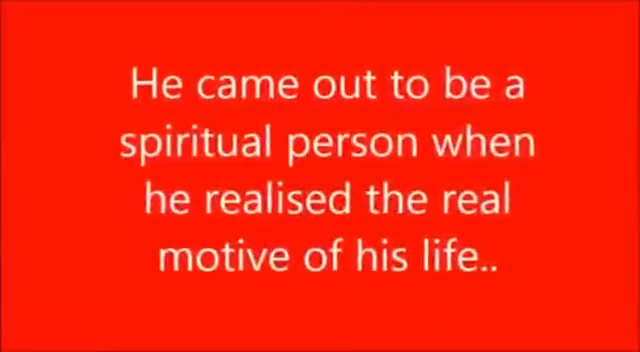 He came out to be a
spiritual person when
he realised the real
motive of his life..